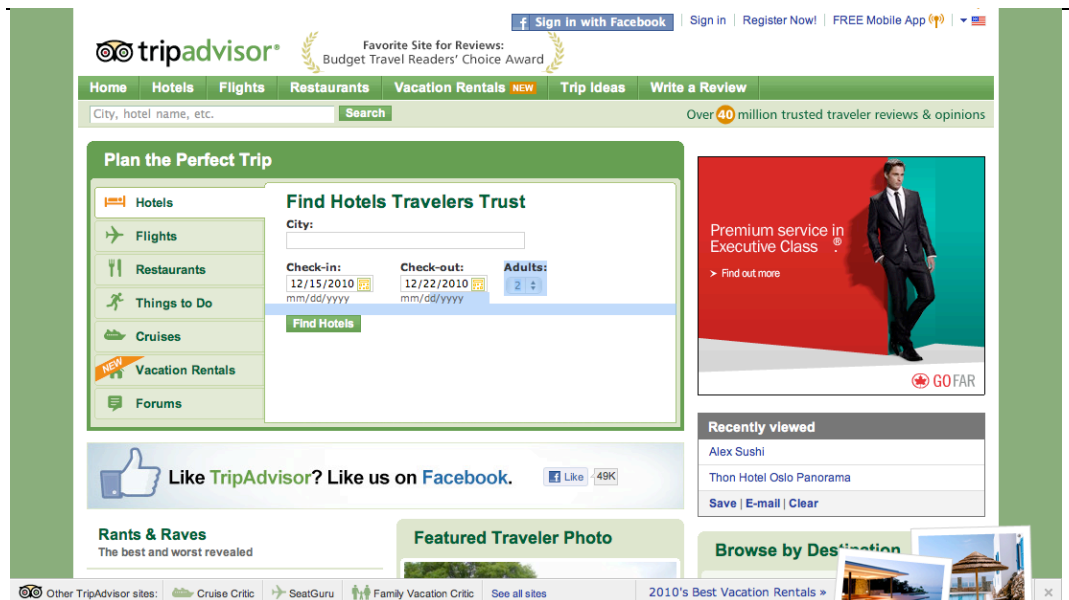 Sign in with Facebook
Sign in
Register Now!
FREE Mobile App
tripadvisor®
Favorite Site for Reviews:
Budget Travel Readers' Choice Award
Home
Hotels
Flights
Restaurants
Vacation Rentals NEW
Trip Ideas
Write a Review
City, hotel name, etc.
Search
Over 40 million trusted traveler reviews & opinions
Plan the Perfect Trip
Hotels
Flights
Restaurants
Things to Do
Cruises
NEW
Vacation Rentals
Forums
Find Hotels Travelers Trust
City:
Check-in:
Check-out:
Adults:
12/15/2010
12/22/2010
2
mm/dd/yyyy
mm/dd/yyyy
Find Hotels
Premium service in
Executive Class ®.
> Find out more
GO FAR
Recently viewed
Alex Sushi
Thon Hotel Oslo Panorama
Save | E-mail | Clear
Like TripAdvisor? Like us on Facebook.
Like
49K
Rants & Raves
The best and worst revealed
Featured Traveler Photo
Browse by Destination
Other TripAdvisor sites:
Cruise Critic
SeatGuru
Family Vacation Critic
See all sites
2010's Best Vacation Rentals »